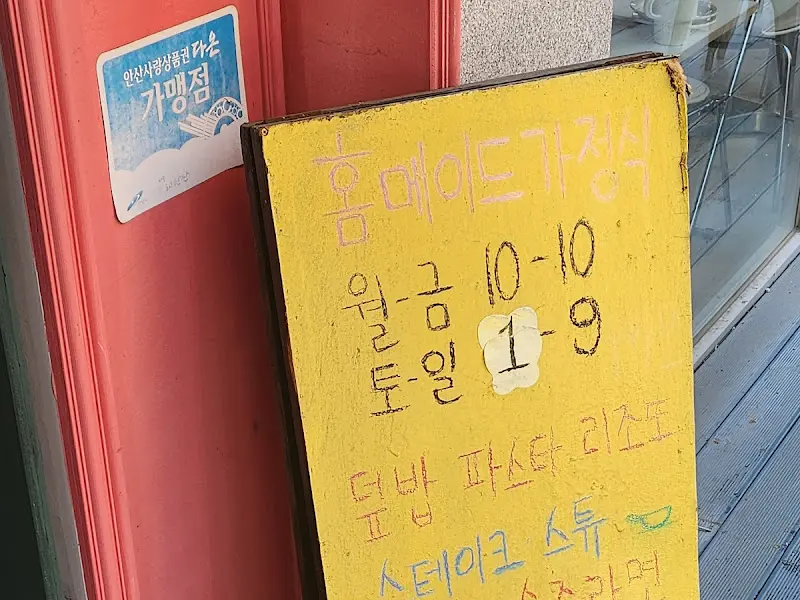 안산사랑상품권 다온
가맹점
홈메이드가정식
월-금 10-10
토-일 1-9
덮밥 파스타 리조또
스테이크 스튜